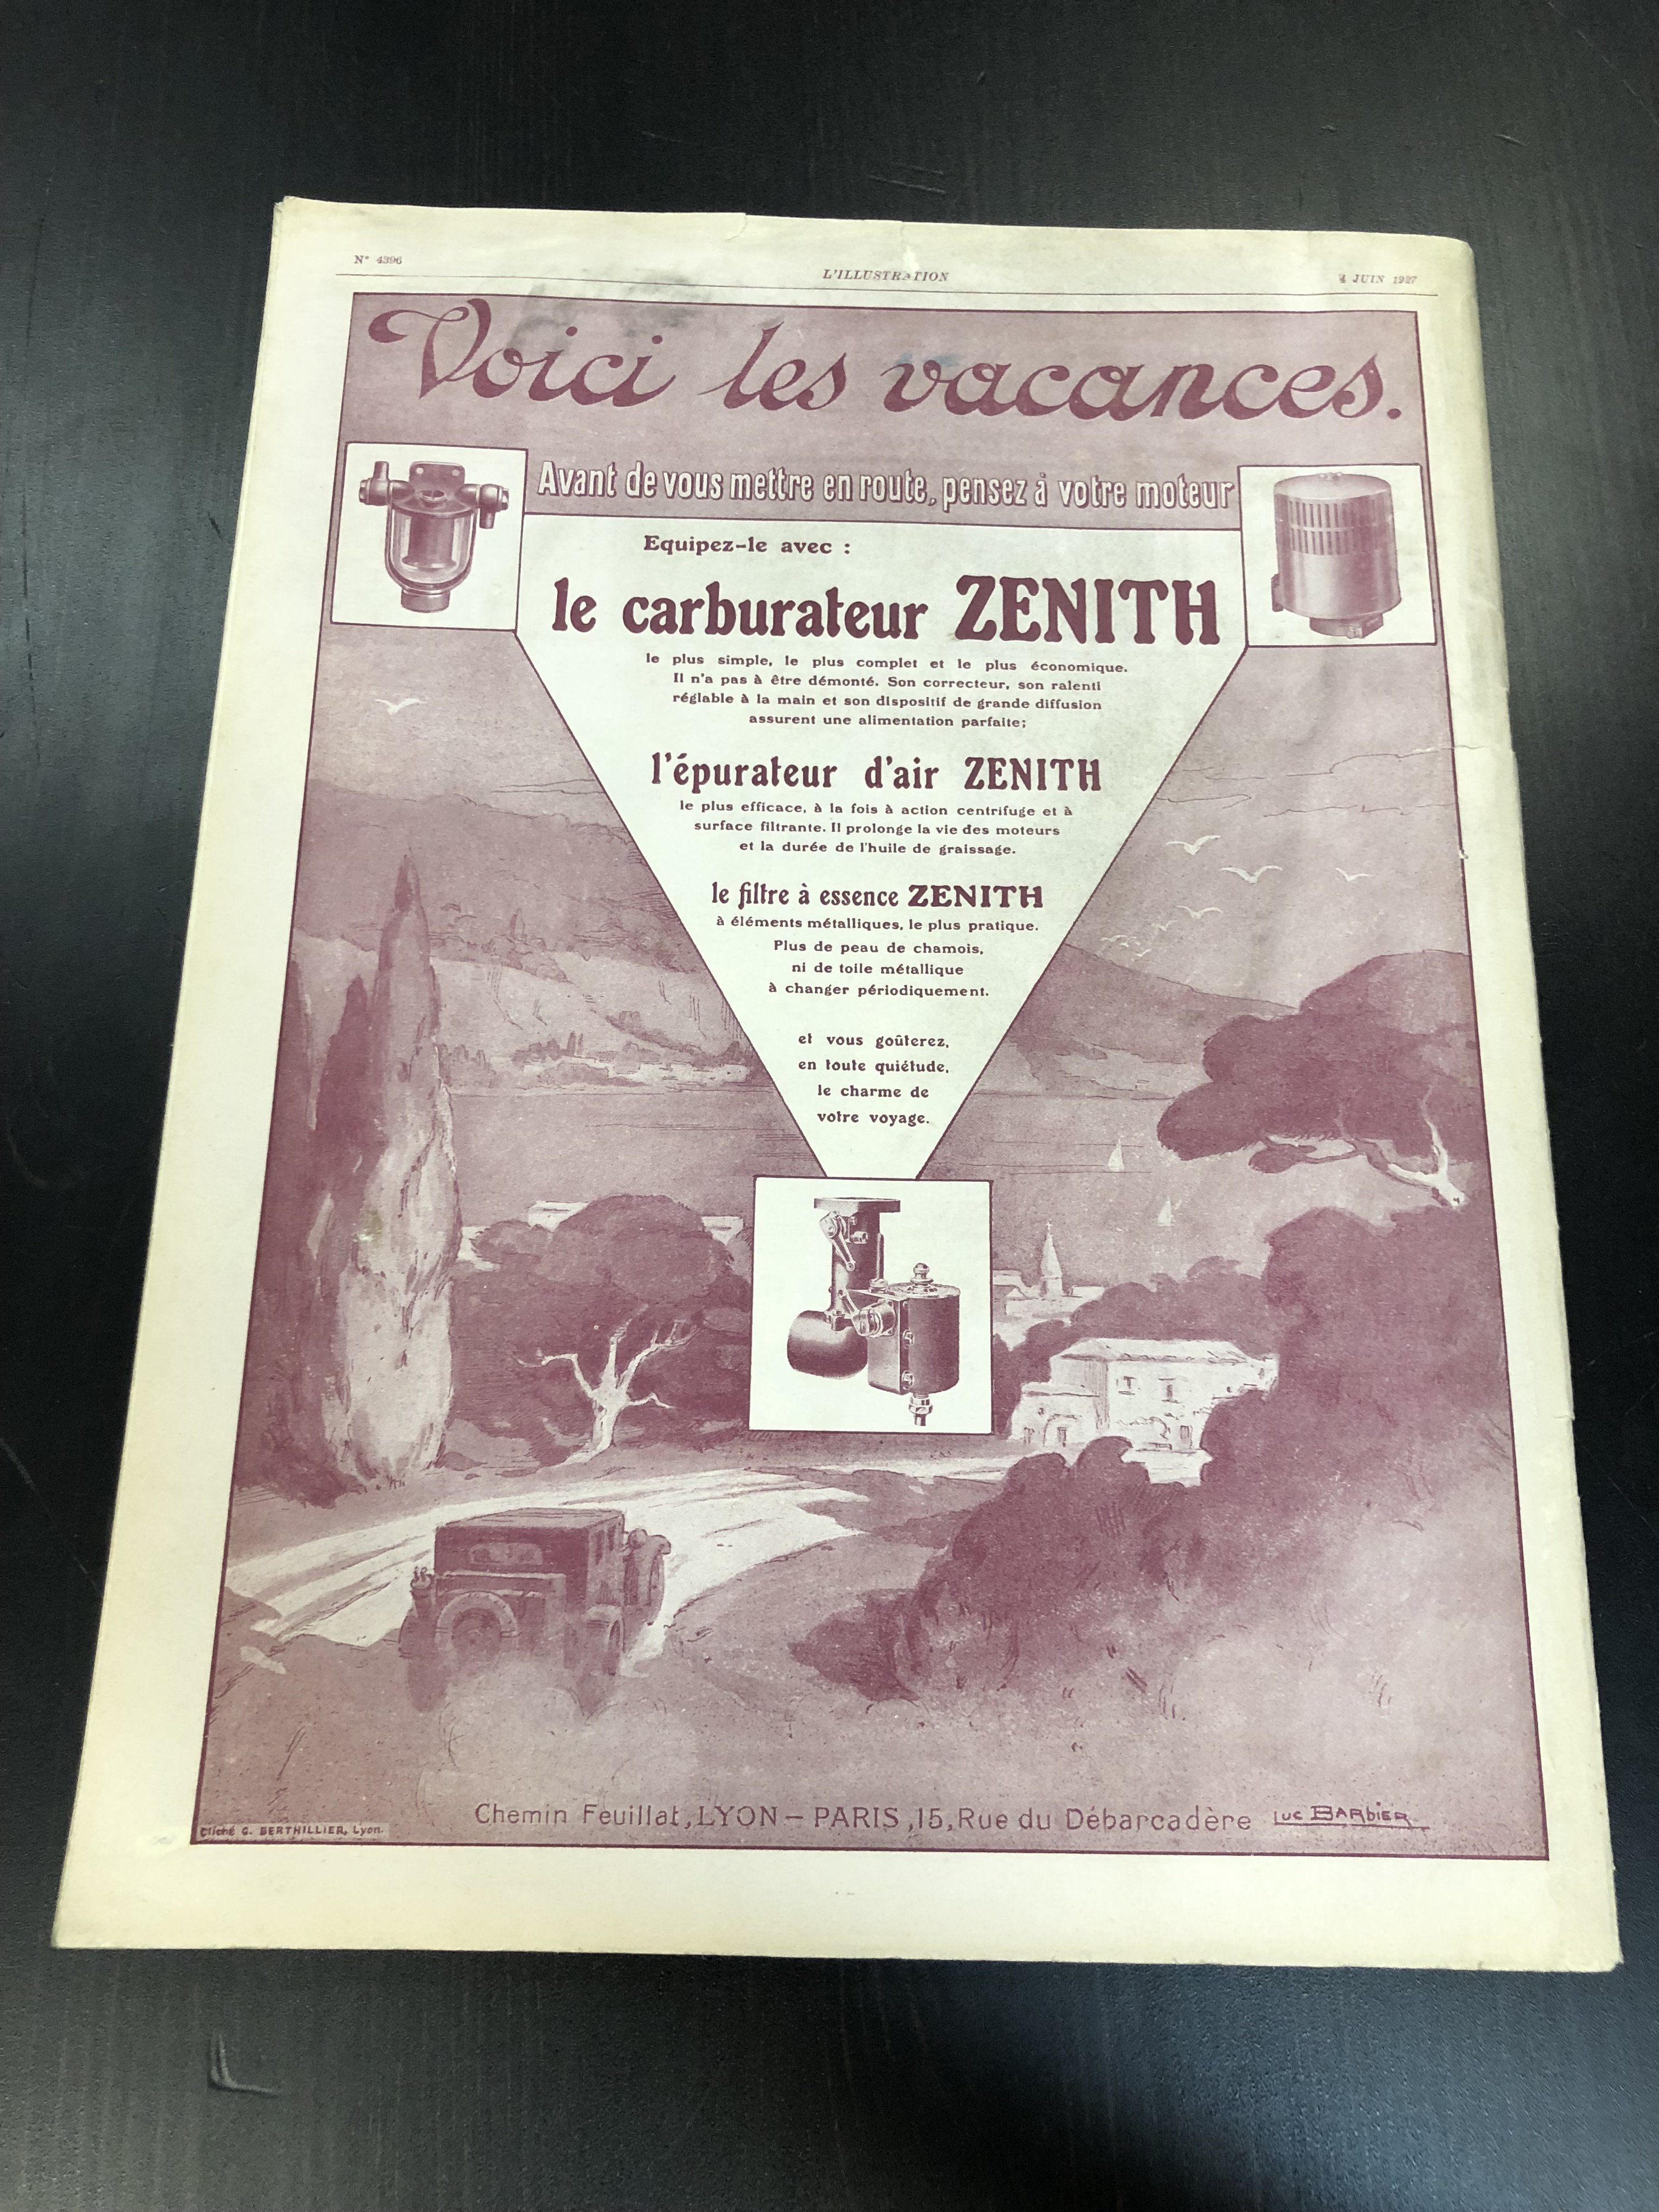 N° 4396
L'ILLUSTRATION
4 JUIN 1927
Voici les vacances.
Avant de vous mettre en route, pensez à votre moteur
Equipez-le avec :
le carburateur ZENITH
le plus simple, le plus complet et le plus économique.
Il n'a pas à être démonté. Son correcteur, son ralenti
réglable à la main et son dispositif de grande diffusion
assurent une alimentation parfaite;
l'épurateur d'air ZENITH
le plus efficace, à la fois à action centrifuge et à
surface filtrante. Il prolonge la vie des moteurs
et la durée de l'huile de graissage.
le filtre à essence ZENITH
à éléments métalliques, le plus pratique.
Plus de peau de chamois,
ni de toile métallique
à changer périodiquement.
et vous goûterez,
en toute quiétude,
le charme de
votre voyage.
Chemin Feuillat, LYON - PARIS, 15, Rue du Débarcadère
Luc BARbiER
Cliché G. BERTHILLIER, Lyon.